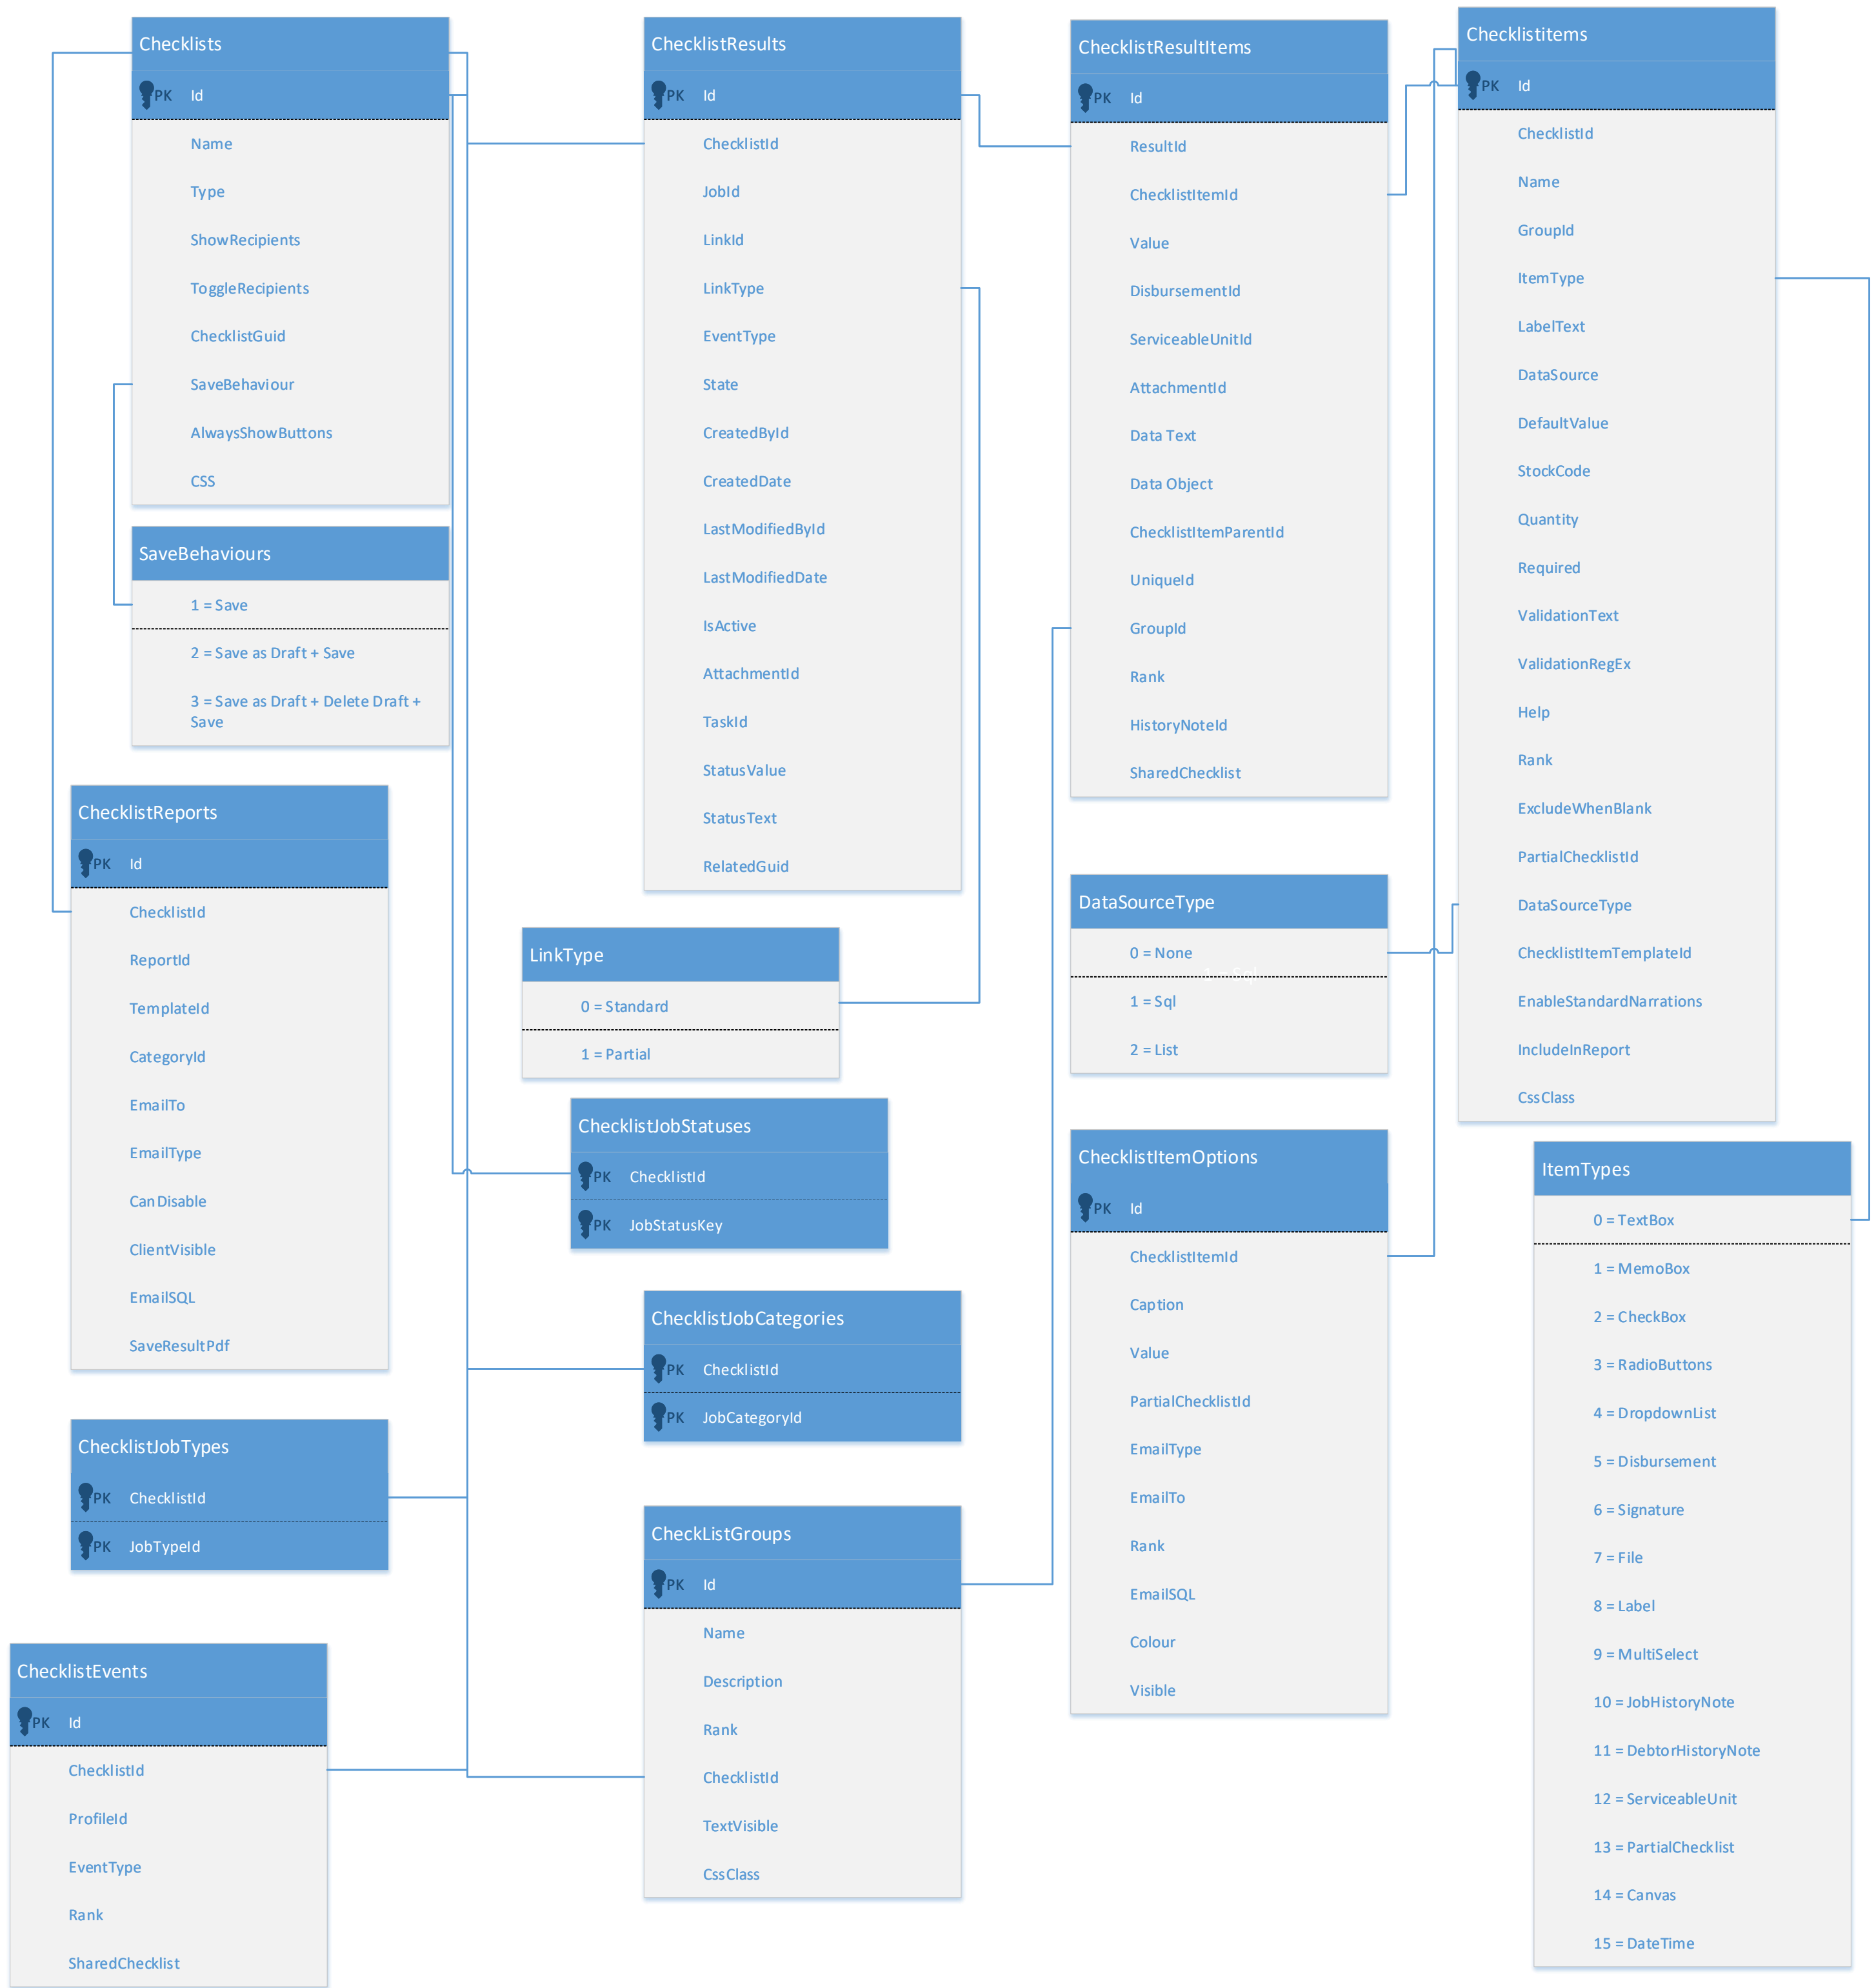 Checklists
PK Id
Name
Type
ShowRecipients
ToggleRecipients
ChecklistGuid
SaveBehaviour
AlwaysShowButtons
CSS
SaveBehaviours
1 = Save
2 = Save as Draft + Save
3 = Save as Draft + Delete Draft +
Save
ChecklistReports
PK Id
ChecklistId
ReportId
TemplateId
CategoryId
EmailTo
EmailType
CanDisable
ClientVisible
EmailSQL
SaveResultPdf
ChecklistJobTypes
PK ChecklistId
PK JobTypeId
ChecklistEvents
PK Id
ChecklistId
ProfileId
EventType
Rank
SharedChecklist
ChecklistResults
PK Id
ChecklistId
JobId
LinkId
LinkType
EventType
State
CreatedById
CreatedDate
LastModifiedById
LastModifiedDate
IsActive
AttachmentId
TaskId
StatusValue
StatusText
RelatedGuid
LinkType
0 = Standard
1 = Partial
ChecklistJobStatuses
PK ChecklistId
PK JobStatusKey
ChecklistJobCategories
PK ChecklistId
PK JobCategoryId
CheckListGroups
PK Id
Name
Description
Rank
ChecklistId
TextVisible
CssClass
ChecklistResultItems
PK Id
ResultId
ChecklistItemId
Value
DisbursementId
ServiceableUnitId
AttachmentId
Data Text
Data Object
ChecklistItemParentId
UniqueId
GroupId
Rank
HistoryNoteId
SharedChecklist
DataSourceType
0 = None
1 = Sql
2 = List
ChecklistItemOptions
PK Id
ChecklistItemId
Caption
Value
PartialChecklistId
EmailType
EmailTo
Rank
EmailSQL
Colour
Visible
Checklistitems
PK Id
ChecklistId
Name
GroupId
ItemType
LabelText
DataSource
DefaultValue
StockCode
Quantity
Required
ValidationText
ValidationRegEx
Help
Rank
ExcludeWhenBlank
PartialChecklistId
DataSourceType
ChecklistItemTemplateId
EnableStandardNarrations
IncludeInReport
CssClass
ItemTypes
0 = TextBox
1 = MemoBox
2 = CheckBox
3 = RadioButtons
4 = DropdownList
5 = Disbursement
6 = Signature
7 = File
8 = Label
9 = MultiSelect
10 = JobHistoryNote
11 = DebtorHistoryNote
12 = ServiceableUnit
13 = PartialChecklist
14 = Canvas
15 = DateTime